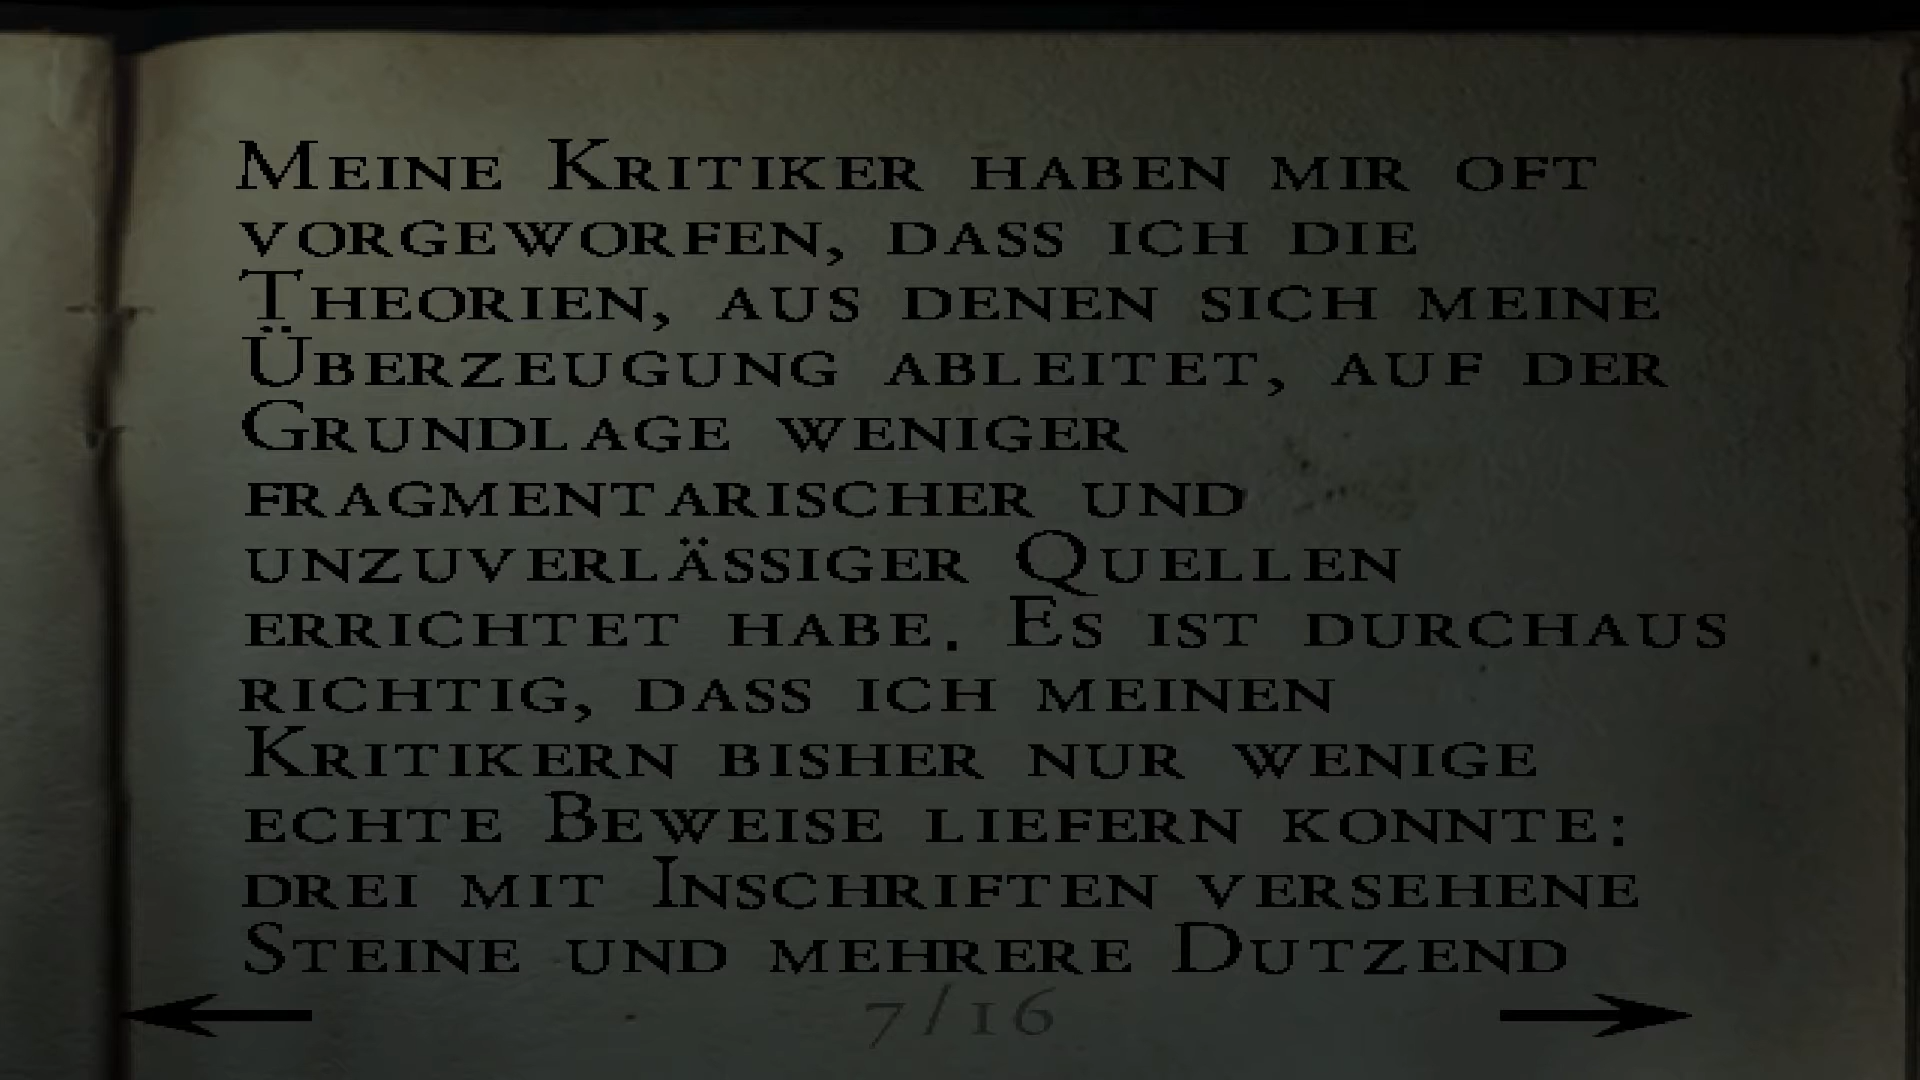 Meine Kritiker haben mir oft
vorgeworfen, dass ich die
Theorien, aus denen sich meine
Überzeugung ableitet, auf der
Grundlage weniger
fragmentarischer und
unzuverlässiger Quellen
errichtet habe. Es ist durchaus
richtig, dass ich meinen
Kritikern bisher nur wenige
echte Beweise liefern konnte:
drei mit Inschriften versehene
Steine und mehrere Dutzend
7/16